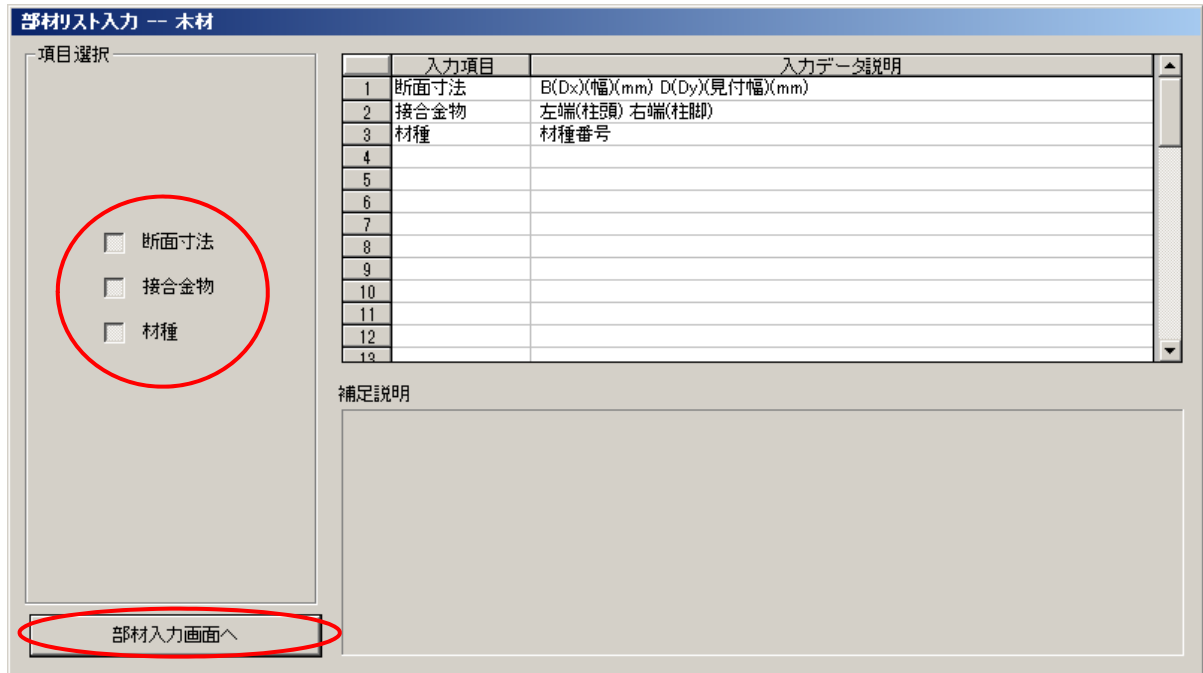 部材リスト入力 -- 木材
項目選択
断面寸法
接合金物
材種
部材入力画面へ
入力項目 入力データ説明
1 断面寸法 B(Dx)(幅)(mm) D(Dy)(見付幅)(mm)
2 接合金物 左端(柱頭) 右端(柱脚)
3 材種 材種番号
4
5
6
7
8
9
10
11
12
13
補足説明